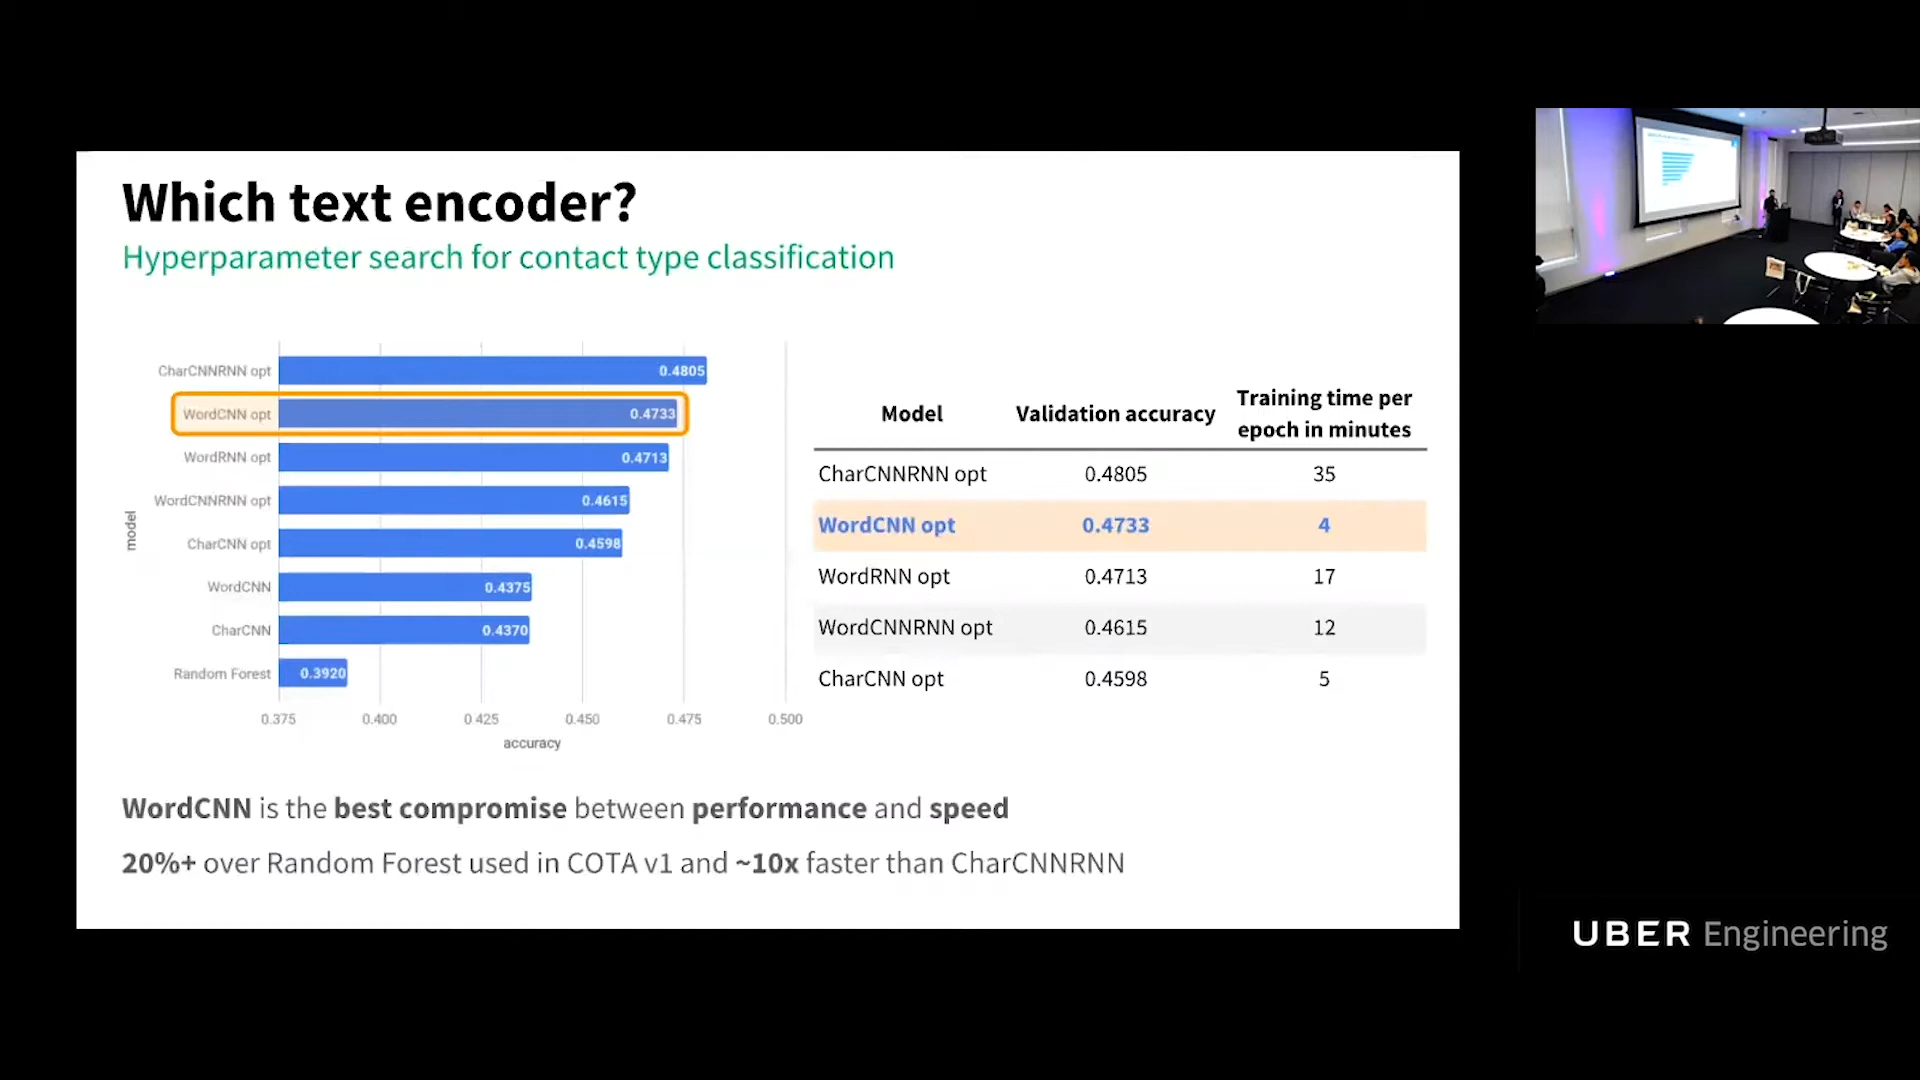 Which text encoder?
Hyperparameter search for contact type classification
model
CharCNNRNN opt 0.4805
WordCNN opt 0.4733
WordRNN opt 0.4713
WordCNNRNN opt 0.4615
CharCNN opt 0.4598
WordCNN 0.4375
CharCNN 0.4370
Random Forest 0.3920
0.375 0.400 0.425 0.450 0.475 0.500
accuracy
Model Validation accuracy Training time per
epoch in minutes
CharCNNRNN opt 0.4805 35
WordCNN opt 0.4733 4
WordRNN opt 0.4713 17
WordCNNRNN opt 0.4615 12
CharCNN opt 0.4598 5
WordCNN is the best compromise between performance and speed
20%+ over Random Forest used in COTA v1 and ~10x faster than CharCNNRNN
UBER Engineering